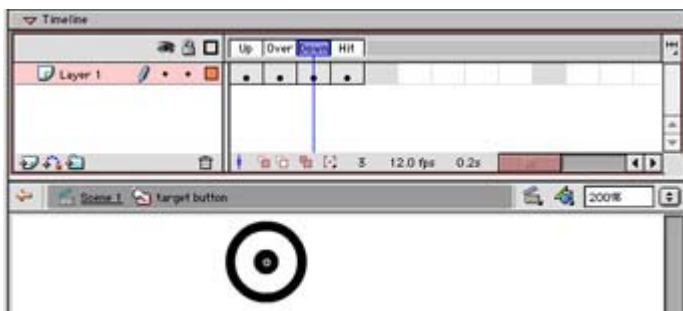 Timeline
Up Over Down Hit
Layer 1
3 12.0 fps 0.2s
Scene 1 target button 200%